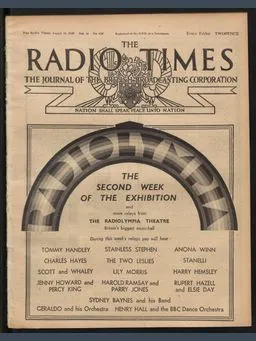 THE
RADIO TIMES
THE JOURNAL OF THE BRITISH BROADCASTING CORPORATION
NATION SHALL SPEAK PEACE UNTO NATION
Every Friday TWOPENCE
RADIOLYMPIA
THE
SECOND WEEK
OF THE EXHIBITION
and
more relays from
THE RADIOLYMPIA THEATRE
Britain's biggest music-hall
During this week's relays you will hear
TOMMY HANDLEY STAINLESS STEPHEN ANONA WINN
CHARLES HAYES THE TWO LESLIES STANELLI
SCOTT and WHALEY LILY MORRIS HARRY HEMSLEY
JENNY HOWARD and HAROLD RAMSAY and RUPERT HAZELL
PERCY KING PARRY JONES and ELSIE DAY
SYDNEY BAYNES and his Band
GERALDO and his Orchestra HENRY HALL and the BBC Dance Orchestra